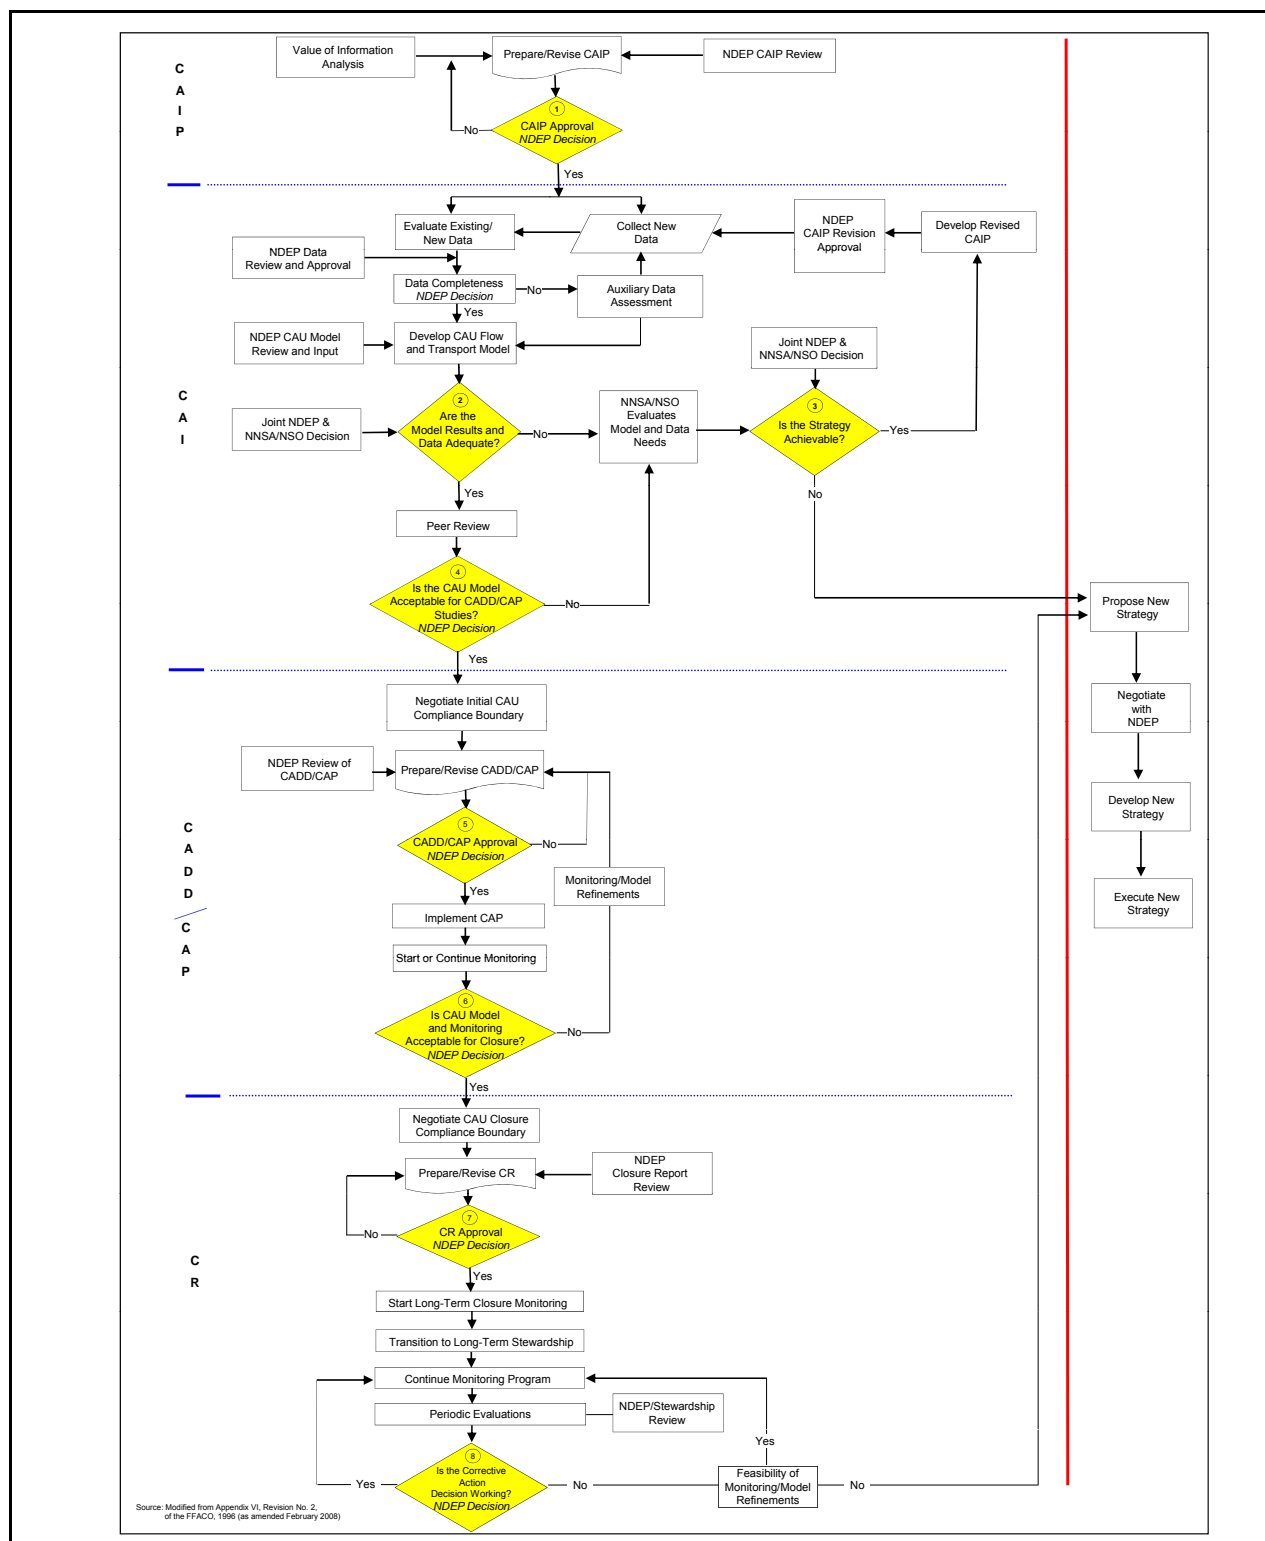 C
A
I
P
Value of Information
Analysis
Prepare/Revise CAIP
NDEP CAIP Review
1
CAIP Approval
NDEP Decision
No
Yes
C
A
I
Evaluate Existing/
New Data
Collect New
Data
NDEP
CAIP Revision
Approval
Develop Revised
CAIP
NDEP Data
Review and Approval
Data Completeness
NDEP Decision
No
Auxiliary Data
Assessment
Yes
NDEP CAU Model
Review and Input
Develop CAU Flow
and Transport Model
Joint NDEP &
NNSA/NSO Decision
Joint NDEP &
NNSA/NSO Decision
2
Are the
Model Results and
Data Adequate?
No
NNSA/NSO
Evaluates
Model and Data
Needs
3
Is the Strategy
Achievable?
Yes
No
Yes
Peer Review
4
Is the CAU Model
Acceptable for CADD/CAP
Studies?
NDEP Decision
No
Yes
Propose New
Strategy
Negotiate
with
NDEP
Develop New
Strategy
Execute New
Strategy
C
A
D
D
/
C
A
P
Negotiate Initial CAU
Compliance Boundary
NDEP Review of
CADD/CAP
Prepare/Revise CADD/CAP
5
CADD/CAP Approval
NDEP Decision
No
Yes
Monitoring/Model
Refinements
Implement CAP
Start or Continue Monitoring
6
Is CAU Model
and Monitoring
Acceptable for Closure?
NDEP Decision
No
Yes
C
R
Negotiate CAU Closure
Compliance Boundary
Prepare/Revise CR
NDEP
Closure Report
Review
7
CR Approval
NDEP Decision
No
Yes
Start Long-Term Closure Monitoring
Transition to Long-Term Stewardship
Continue Monitoring Program
Periodic Evaluations
NDEP/Stewardship
Review
8
Is the Corrective
Action
Decision Working?
NDEP Decision
Yes
No
Yes
Feasibility of
Monitoring/Model
Refinements
No
Source: Modified from Appendix VI, Revision No. 2,
of the FFACO, 1996 (as amended February 2008)